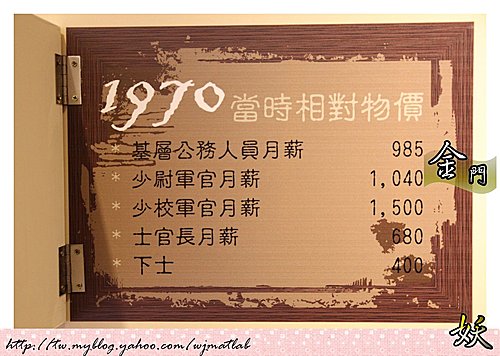 1970 當時相對物價
* 基層公務人員月薪 985
* 少尉軍官月薪 1,040
* 少校軍官月薪 1,500
* 士官長月薪 680
* 下士 400
金門
妖
http://tw.myblog.yahoo.com/wjmatlab